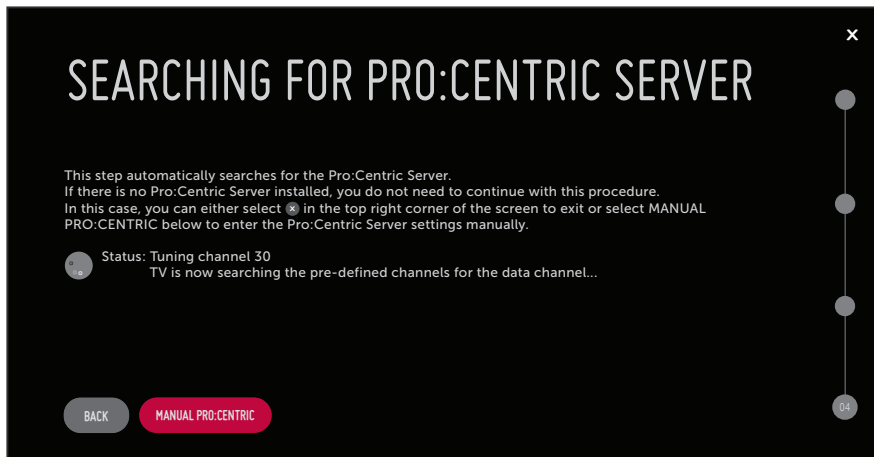 X
SEARCHING FOR PRO:CENTRIC SERVER
This step automatically searches for the Pro:Centric Server.
If there is no Pro:Centric Server installed, you do not need to continue with this procedure.
In this case, you can either select x in the top right corner of the screen to exit or select MANUAL
PRO:CENTRIC below to enter the Pro:Centric Server settings manually.
Status: Tuning channel 30
TV is now searching the pre-defined channels for the data channel...
BACK
MANUAL PRO:CENTRIC
04